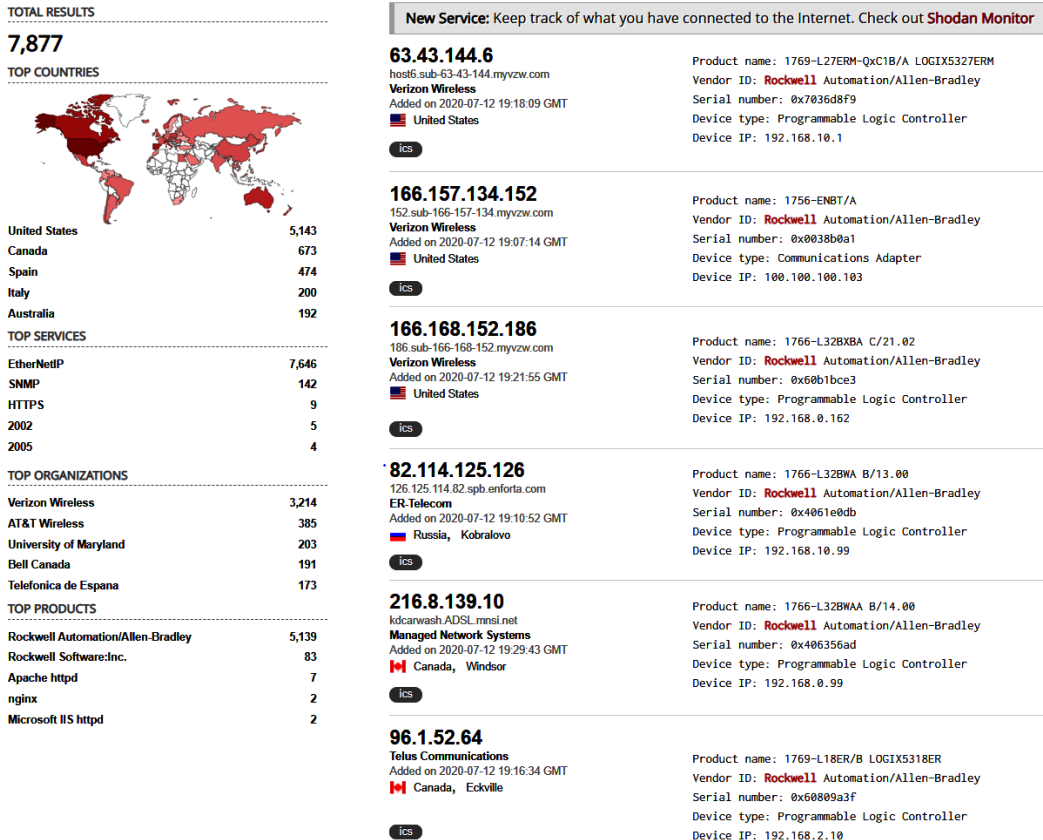 TOTAL RESULTS
7,877
TOP COUNTRIES
United States 5,143
Canada 673
Spain 474
Italy 200
Australia 192
TOP SERVICES
EtherNetIP 7,646
SNMP 142
HTTPS 9
2002 5
2005 4
TOP ORGANIZATIONS
Verizon Wireless 3,214
AT&T Wireless 385
University of Maryland 203
Bell Canada 191
Telefonica de Espana 173
TOP PRODUCTS
Rockwell Automation/Allen-Bradley 5,139
Rockwell Software:Inc. 83
Apache httpd 7
nginx 2
Microsoft IIS httpd 2
New Service: Keep track of what you have connected to the Internet. Check out Shodan Monitor
63.43.144.6
host6.sub-63-43-144.myvzw.com
Verizon Wireless
Added on 2020-07-12 19:18:09 GMT
United States
ics
Product name: 1769-L27ERM-QxC1B/A LOGIX5327ERM
Vendor ID: Rockwell Automation/Allen-Bradley
Serial number: 0x7036d8f9
Device type: Programmable Logic Controller
Device IP: 192.168.10.1
166.157.134.152
152.sub-166-157-134.myvzw.com
Verizon Wireless
Added on 2020-07-12 19:07:14 GMT
United States
ics
Product name: 1756-ENBT/A
Vendor ID: Rockwell Automation/Allen-Bradley
Serial number: 0x0038b0a1
Device type: Communications Adapter
Device IP: 100.100.100.103
166.168.152.186
186.sub-166-168-152.myvzw.com
Verizon Wireless
Added on 2020-07-12 19:21:55 GMT
United States
ics
Product name: 1766-L32BXBA C/21.02
Vendor ID: Rockwell Automation/Allen-Bradley
Serial number: 0x60b1bce3
Device type: Programmable Logic Controller
Device IP: 192.168.0.162
82.114.125.126
126.125.114.82.spb.enforta.com
ER-Telecom
Added on 2020-07-12 19:10:52 GMT
Russia, Kobralovo
ics
Product name: 1766-L32BWA B/13.00
Vendor ID: Rockwell Automation/Allen-Bradley
Serial number: 0x4061e0db
Device type: Programmable Logic Controller
Device IP: 192.168.10.99
216.8.139.10
kdcarwash.ADSL.mnsi.net
Managed Network Systems
Added on 2020-07-12 19:29:43 GMT
Canada, Windsor
ics
Product name: 1766-L32BWAA B/14.00
Vendor ID: Rockwell Automation/Allen-Bradley
Serial number: 0x406356ad
Device type: Programmable Logic Controller
Device IP: 192.168.0.99
96.1.52.64
Telus Communications
Added on 2020-07-12 19:16:34 GMT
Canada, Eckville
ics
Product name: 1769-L18ER/B LOGIX5318ER
Vendor ID: Rockwell Automation/Allen-Bradley
Serial number: 0x60809a3f
Device type: Programmable Logic Controller
Device IP: 192.168.2.10